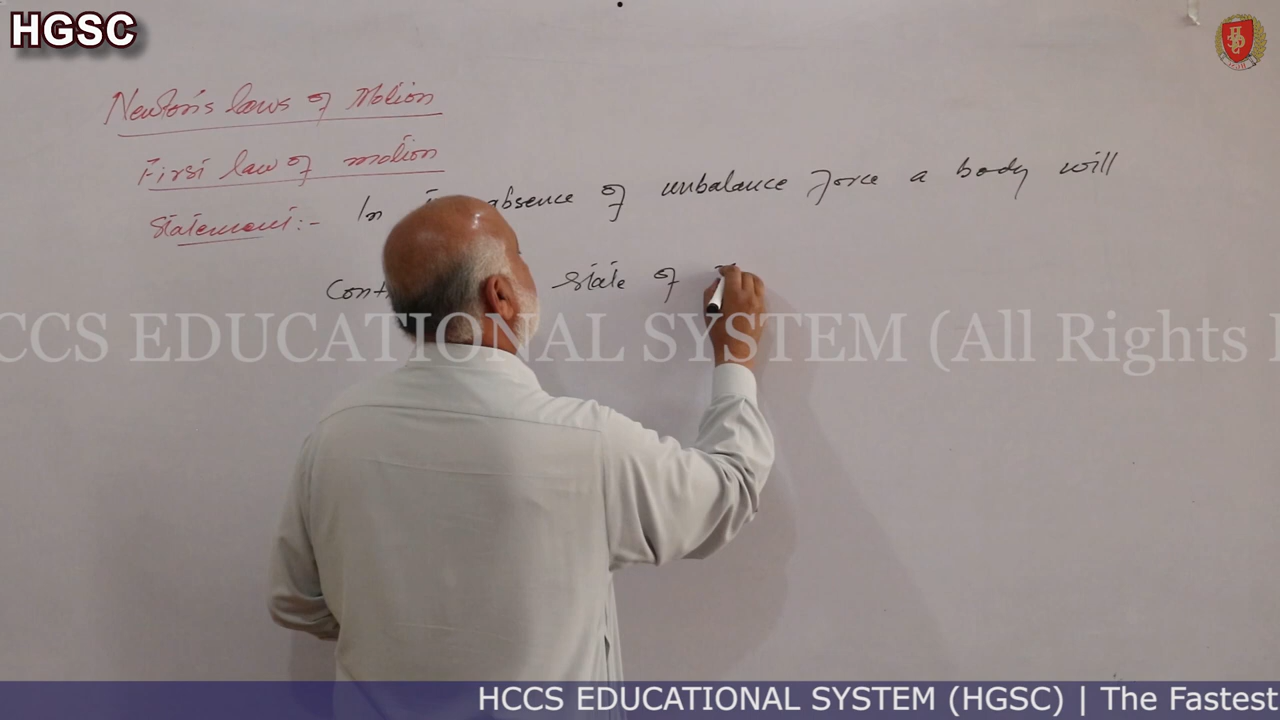 HGSC
Newton's laws of Motion
First law of motion
Statement:- In absence of unbalance force a body will
state of
CCS EDUCATIONAL SYSTEM (All Rights
HCCS EDUCATIONAL SYSTEM (HGSC) | The Fastest